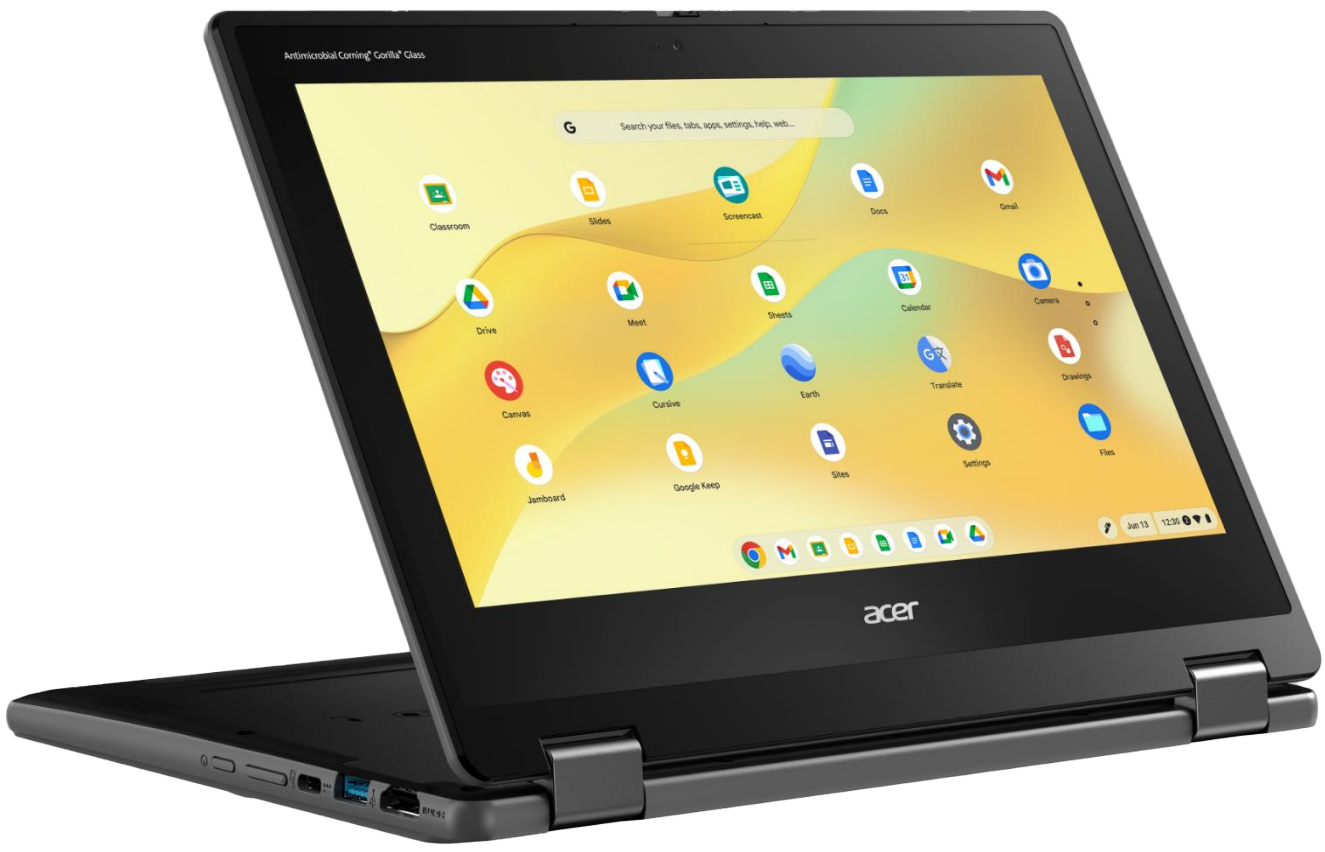 Antimicrobial Corning® Gorilla® Glass
G Search your files, tabs, apps, settings, help, web...
Classroom Slides Screencast Docs Gmail
31
Drive Meet Sheets Calendar Camera
G
Canvas Cursive Earth Translate Drawings
Jamboard Google Keep Sites Settings Files
Jun 13 12:30
acer
HDMI